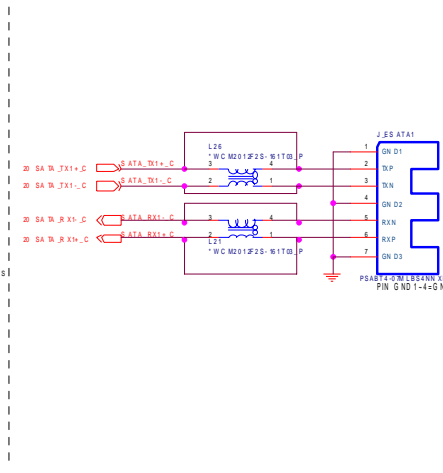 L26
*WCM2012F2S-161T03_P
3 4
2 1
20 SATA_TX1+_C SATA_TX1+_C
20 SATA_TX1-_C SATA_TX1-_C
20 SATA_RX1-_C SATA_RX1-_C
20 SATA_RX1+_C SATA_RX1+_C
3 4
2 1
L21
*WCM2012F2S-161T03_P
J_ESATA1
1 GND1
2 TXP
3 TXN
4 GND2
5 RXN
6 RXP
7 GND3
PSABT4-07MLBS4NNX
PIN GND1-4=GN
s